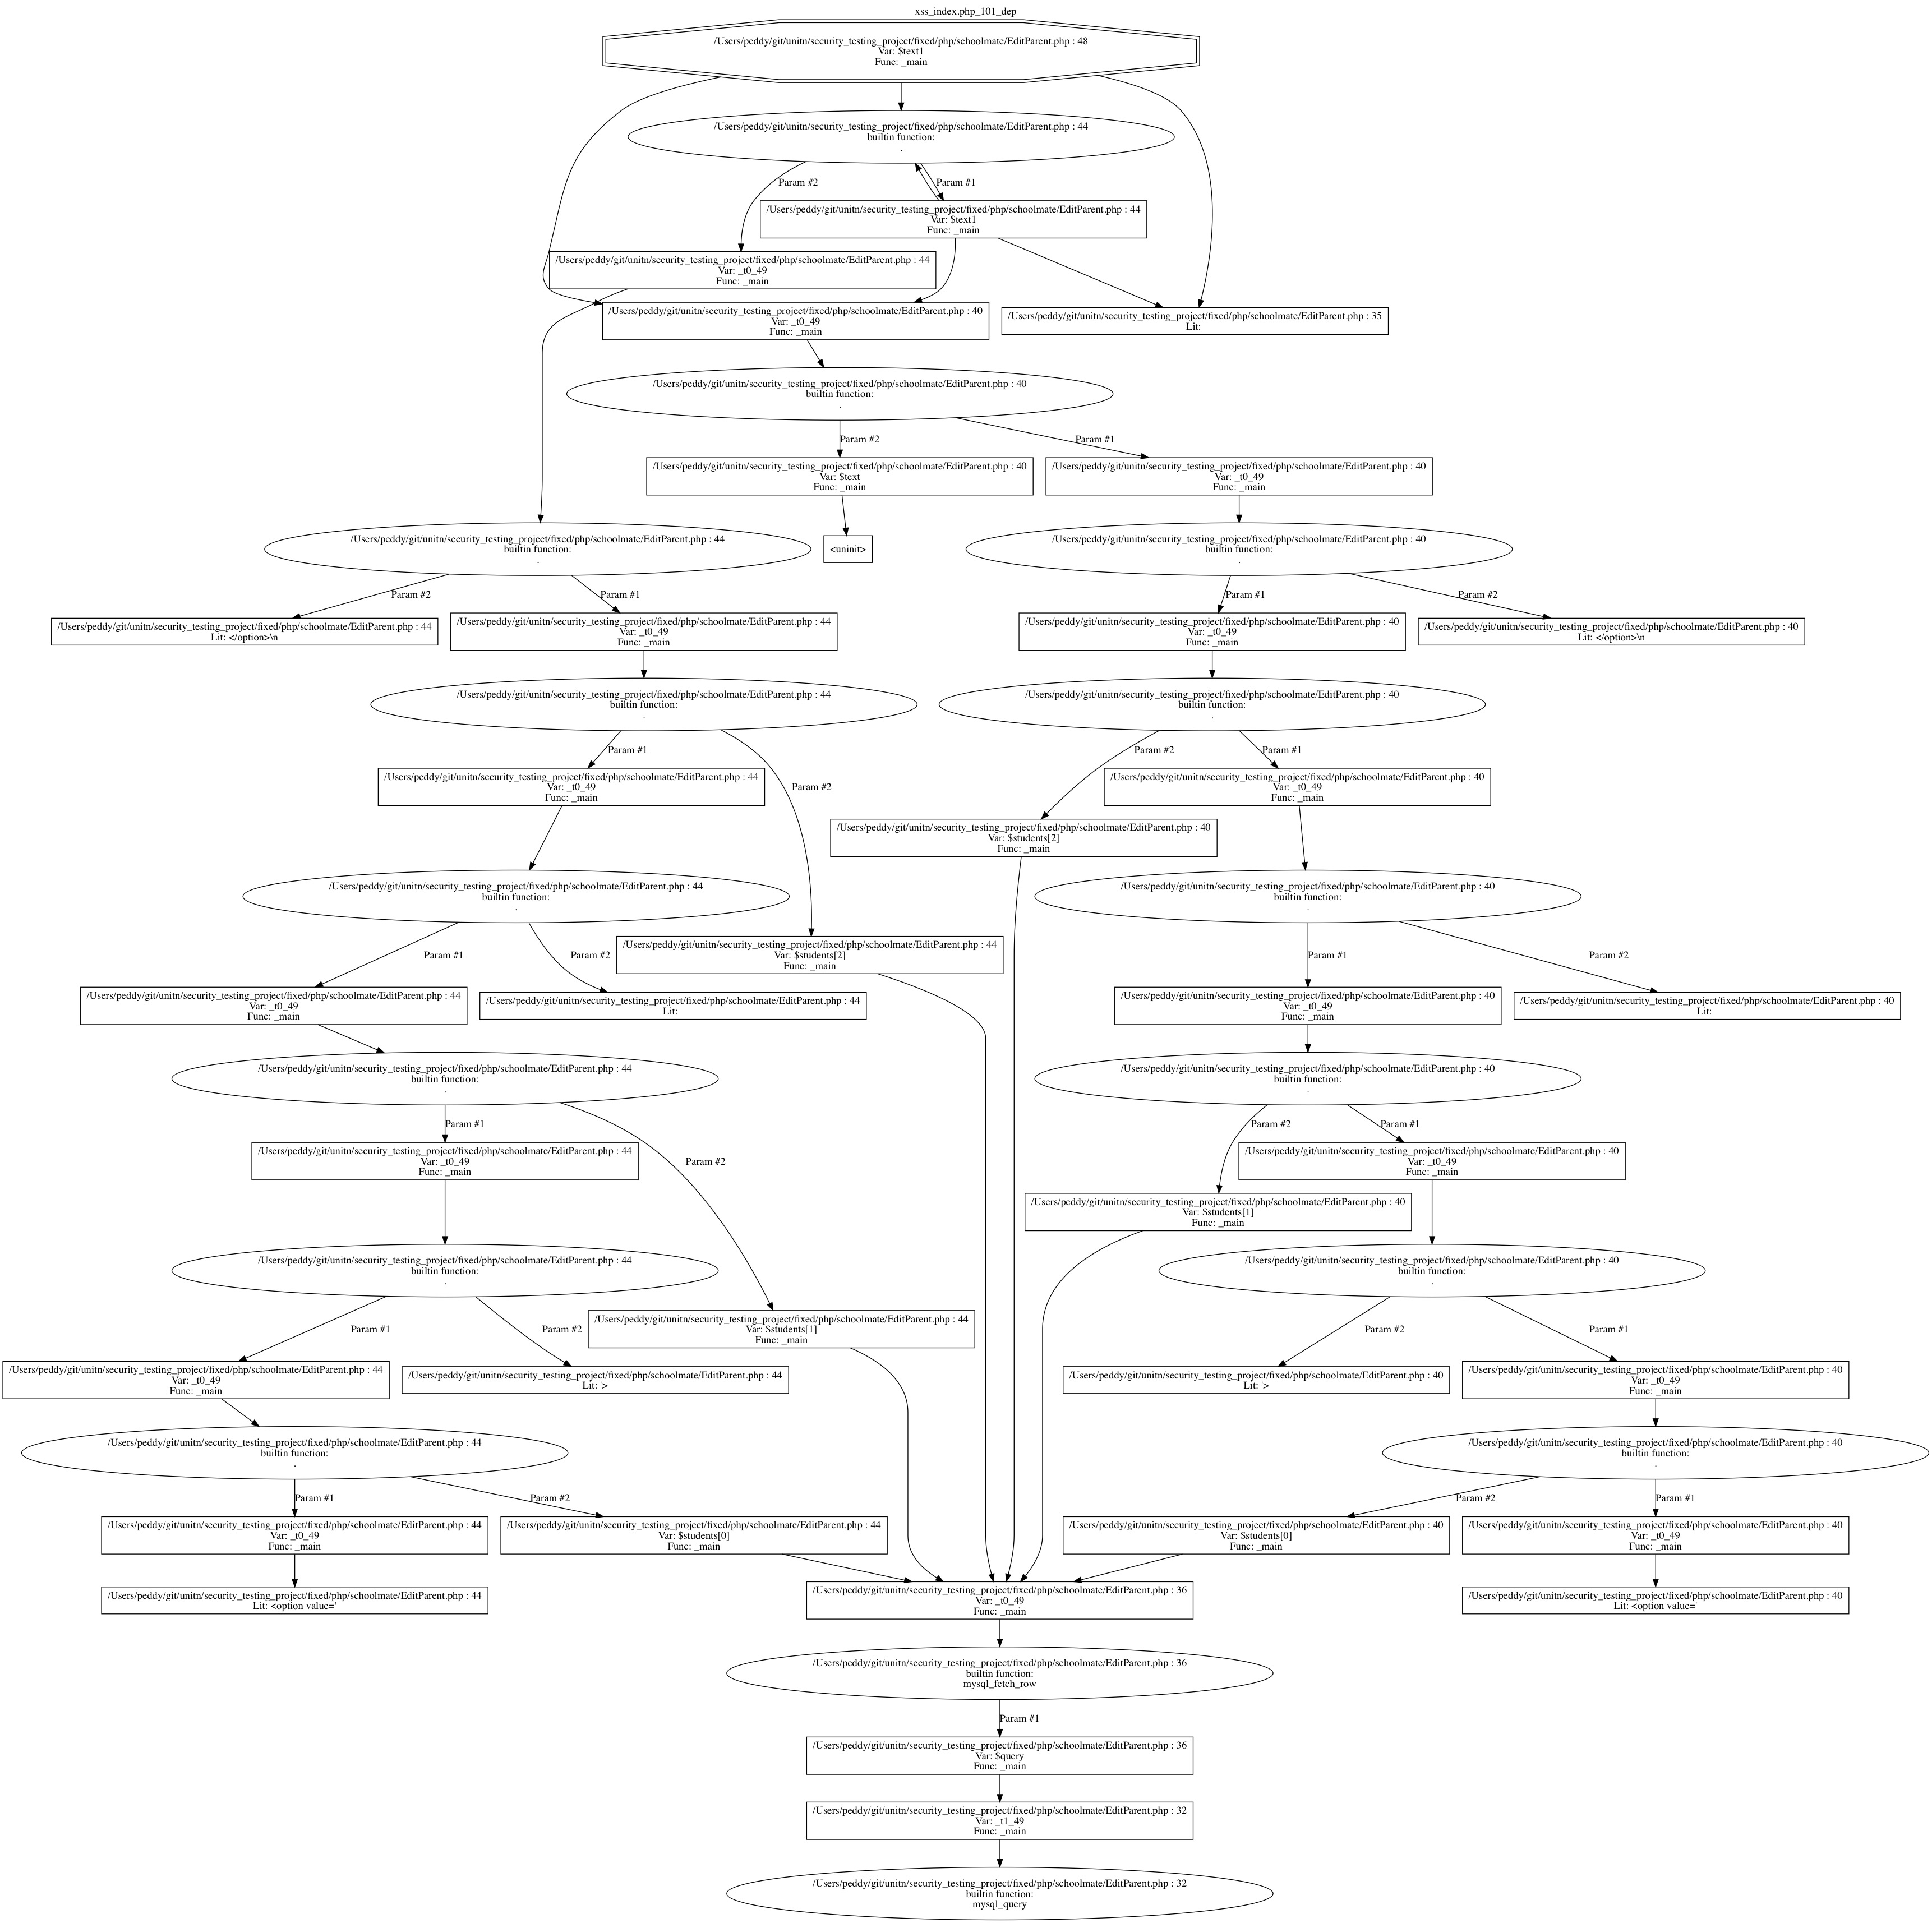 xss_index.php_101_dep
/Users/peddy/git/unitn/security_testing_project/fixed/php/schoolmate/EditParent.php : 48
Var: $text1
Func: _main
/Users/peddy/git/unitn/security_testing_project/fixed/php/schoolmate/EditParent.php : 44
builtin function:
.
Param #2
Param #1
/Users/peddy/git/unitn/security_testing_project/fixed/php/schoolmate/EditParent.php : 44
Var: $text1
Func: _main
/Users/peddy/git/unitn/security_testing_project/fixed/php/schoolmate/EditParent.php : 44
Var: _t0_49
Func: _main
/Users/peddy/git/unitn/security_testing_project/fixed/php/schoolmate/EditParent.php : 40
Var: _t0_49
Func: _main
/Users/peddy/git/unitn/security_testing_project/fixed/php/schoolmate/EditParent.php : 35
Lit:
/Users/peddy/git/unitn/security_testing_project/fixed/php/schoolmate/EditParent.php : 40
builtin function:
.
Param #2
Param #1
/Users/peddy/git/unitn/security_testing_project/fixed/php/schoolmate/EditParent.php : 40
Var: $text
Func: _main
/Users/peddy/git/unitn/security_testing_project/fixed/php/schoolmate/EditParent.php : 40
Var: _t0_49
Func: _main
/Users/peddy/git/unitn/security_testing_project/fixed/php/schoolmate/EditParent.php : 44
builtin function:
.
<uninit>
/Users/peddy/git/unitn/security_testing_project/fixed/php/schoolmate/EditParent.php : 40
builtin function:
.
Param #2
Param #1
Param #1
Param #2
/Users/peddy/git/unitn/security_testing_project/fixed/php/schoolmate/EditParent.php : 44
Lit: </option>\n
/Users/peddy/git/unitn/security_testing_project/fixed/php/schoolmate/EditParent.php : 44
Var: _t0_49
Func: _main
/Users/peddy/git/unitn/security_testing_project/fixed/php/schoolmate/EditParent.php : 40
Var: _t0_49
Func: _main
/Users/peddy/git/unitn/security_testing_project/fixed/php/schoolmate/EditParent.php : 40
Lit: </option>\n
/Users/peddy/git/unitn/security_testing_project/fixed/php/schoolmate/EditParent.php : 44
builtin function:
.
/Users/peddy/git/unitn/security_testing_project/fixed/php/schoolmate/EditParent.php : 40
builtin function:
.
Param #1
Param #2
Param #2
Param #1
/Users/peddy/git/unitn/security_testing_project/fixed/php/schoolmate/EditParent.php : 44
Var: _t0_49
Func: _main
/Users/peddy/git/unitn/security_testing_project/fixed/php/schoolmate/EditParent.php : 40
Var: _t0_49
Func: _main
/Users/peddy/git/unitn/security_testing_project/fixed/php/schoolmate/EditParent.php : 40
Var: $students[2]
Func: _main
/Users/peddy/git/unitn/security_testing_project/fixed/php/schoolmate/EditParent.php : 44
builtin function:
.
/Users/peddy/git/unitn/security_testing_project/fixed/php/schoolmate/EditParent.php : 40
builtin function:
.
/Users/peddy/git/unitn/security_testing_project/fixed/php/schoolmate/EditParent.php : 44
Var: $students[2]
Func: _main
Param #1
Param #2
Param #1
Param #2
/Users/peddy/git/unitn/security_testing_project/fixed/php/schoolmate/EditParent.php : 44
Var: _t0_49
Func: _main
/Users/peddy/git/unitn/security_testing_project/fixed/php/schoolmate/EditParent.php : 44
Lit:
/Users/peddy/git/unitn/security_testing_project/fixed/php/schoolmate/EditParent.php : 40
Var: _t0_49
Func: _main
/Users/peddy/git/unitn/security_testing_project/fixed/php/schoolmate/EditParent.php : 40
Lit:
/Users/peddy/git/unitn/security_testing_project/fixed/php/schoolmate/EditParent.php : 44
builtin function:
.
/Users/peddy/git/unitn/security_testing_project/fixed/php/schoolmate/EditParent.php : 40
builtin function:
.
Param #1
Param #2
Param #2
Param #1
/Users/peddy/git/unitn/security_testing_project/fixed/php/schoolmate/EditParent.php : 44
Var: _t0_49
Func: _main
/Users/peddy/git/unitn/security_testing_project/fixed/php/schoolmate/EditParent.php : 40
Var: _t0_49
Func: _main
/Users/peddy/git/unitn/security_testing_project/fixed/php/schoolmate/EditParent.php : 40
Var: $students[1]
Func: _main
/Users/peddy/git/unitn/security_testing_project/fixed/php/schoolmate/EditParent.php : 44
builtin function:
.
/Users/peddy/git/unitn/security_testing_project/fixed/php/schoolmate/EditParent.php : 40
builtin function:
.
/Users/peddy/git/unitn/security_testing_project/fixed/php/schoolmate/EditParent.php : 44
Var: $students[1]
Func: _main
Param #1
Param #2
Param #2
Param #1
/Users/peddy/git/unitn/security_testing_project/fixed/php/schoolmate/EditParent.php : 44
Var: _t0_49
Func: _main
/Users/peddy/git/unitn/security_testing_project/fixed/php/schoolmate/EditParent.php : 44
Lit: '>
/Users/peddy/git/unitn/security_testing_project/fixed/php/schoolmate/EditParent.php : 40
Lit: '>
/Users/peddy/git/unitn/security_testing_project/fixed/php/schoolmate/EditParent.php : 40
Var: _t0_49
Func: _main
/Users/peddy/git/unitn/security_testing_project/fixed/php/schoolmate/EditParent.php : 44
builtin function:
.
/Users/peddy/git/unitn/security_testing_project/fixed/php/schoolmate/EditParent.php : 40
builtin function:
.
Param #1
Param #2
Param #2
Param #1
/Users/peddy/git/unitn/security_testing_project/fixed/php/schoolmate/EditParent.php : 44
Var: _t0_49
Func: _main
/Users/peddy/git/unitn/security_testing_project/fixed/php/schoolmate/EditParent.php : 44
Var: $students[0]
Func: _main
/Users/peddy/git/unitn/security_testing_project/fixed/php/schoolmate/EditParent.php : 40
Var: $students[0]
Func: _main
/Users/peddy/git/unitn/security_testing_project/fixed/php/schoolmate/EditParent.php : 40
Var: _t0_49
Func: _main
/Users/peddy/git/unitn/security_testing_project/fixed/php/schoolmate/EditParent.php : 44
Lit: <option value='
/Users/peddy/git/unitn/security_testing_project/fixed/php/schoolmate/EditParent.php : 36
Var: _t0_49
Func: _main
/Users/peddy/git/unitn/security_testing_project/fixed/php/schoolmate/EditParent.php : 40
Lit: <option value='
/Users/peddy/git/unitn/security_testing_project/fixed/php/schoolmate/EditParent.php : 36
builtin function:
mysql_fetch_row
Param #1
/Users/peddy/git/unitn/security_testing_project/fixed/php/schoolmate/EditParent.php : 36
Var: $query
Func: _main
/Users/peddy/git/unitn/security_testing_project/fixed/php/schoolmate/EditParent.php : 32
Var: _t1_49
Func: _main
/Users/peddy/git/unitn/security_testing_project/fixed/php/schoolmate/EditParent.php : 32
builtin function:
mysql_query